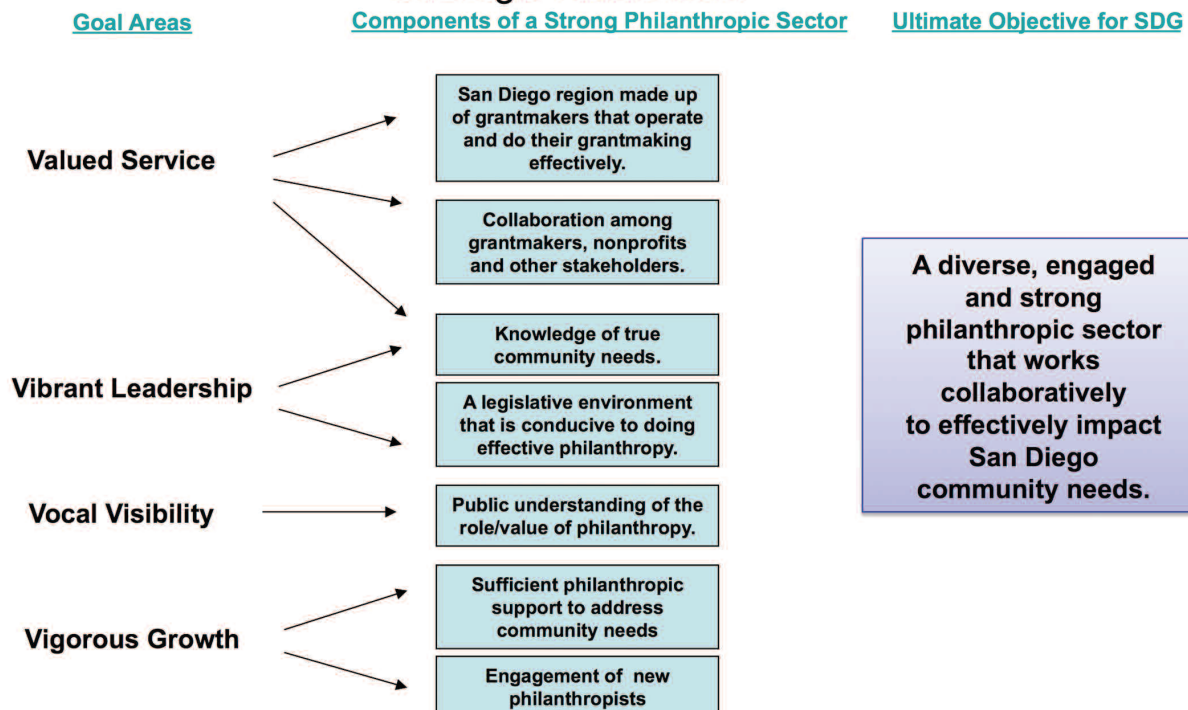 Goal Areas
Components of a Strong Philanthropic Sector
Ultimate Objective for SDG
Valued Service
San Diego region made up
of grantmakers that operate
and do their grantmaking
effectively.
Collaboration among
grantmakers, nonprofits
and other stakeholders.
Vibrant Leadership
Knowledge of true
community needs.
A legislative environment
that is conducive to doing
effective philanthropy.
Vocal Visibility
Public understanding of the
role/value of philanthropy.
Vigorous Growth
Sufficient philanthropic
support to address
community needs
Engagement of new
philanthropists
A diverse, engaged
and strong
philanthropic sector
that works
collaboratively
to effectively impact
San Diego
community needs.